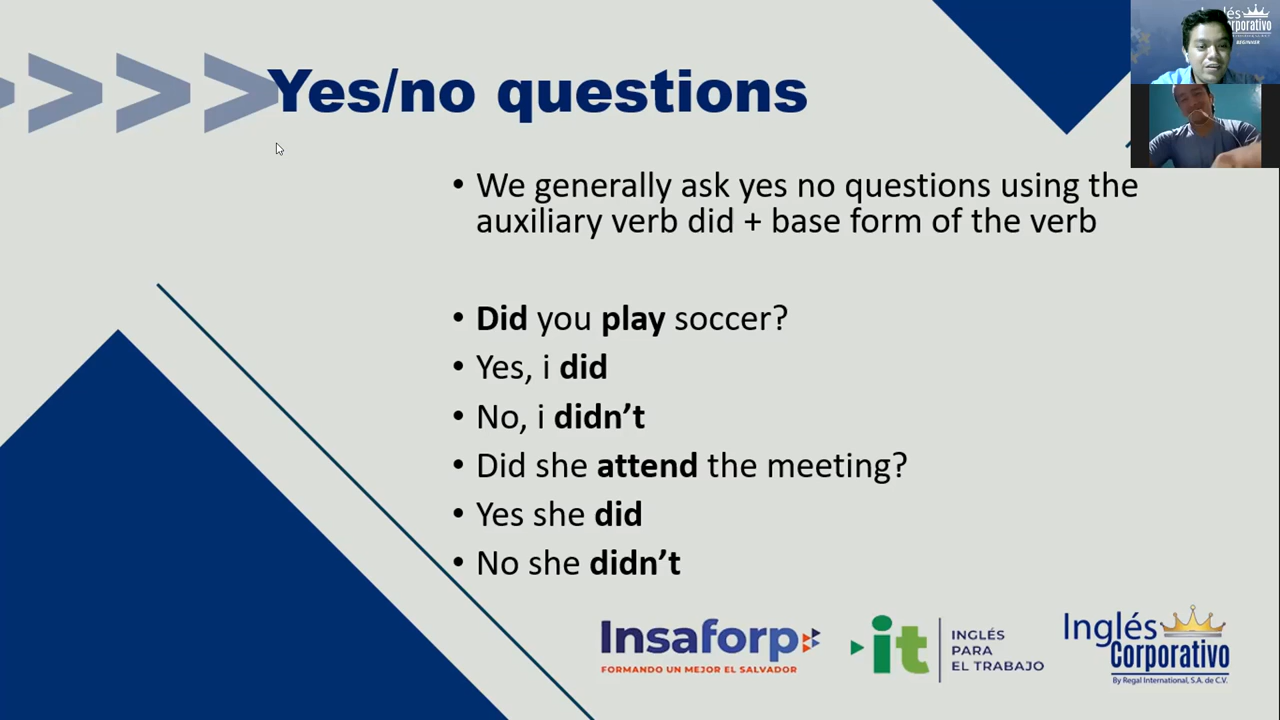 Yes/no questions
• We generally ask yes no questions using the
auxiliary verb did + base form of the verb
• Did you play soccer?
• Yes, i did
• No, i didn’t
• Did she attend the meeting?
• Yes she did
• No she didn’t
Insaforp
FORMANDO UN MEJOR EL SALVADOR
it
INGLÉS
PARA
EL TRABAJO
Inglés
Corporativo
By Regal International, S.A. de C.V.
BEGINNER